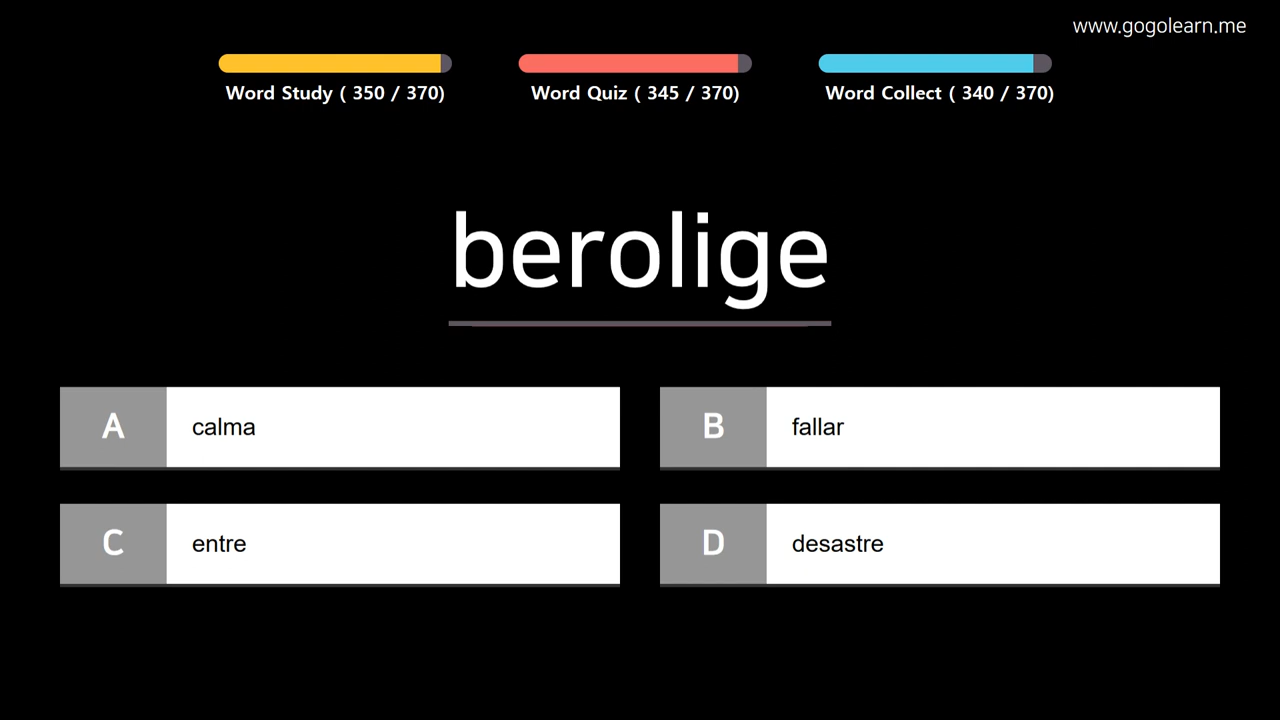 www.gogolearn.me
Word Study ( 350 / 370)
Word Quiz ( 345 / 370)
Word Collect ( 340 / 370)
berolige
A calma
B fallar
C entre
D desastre